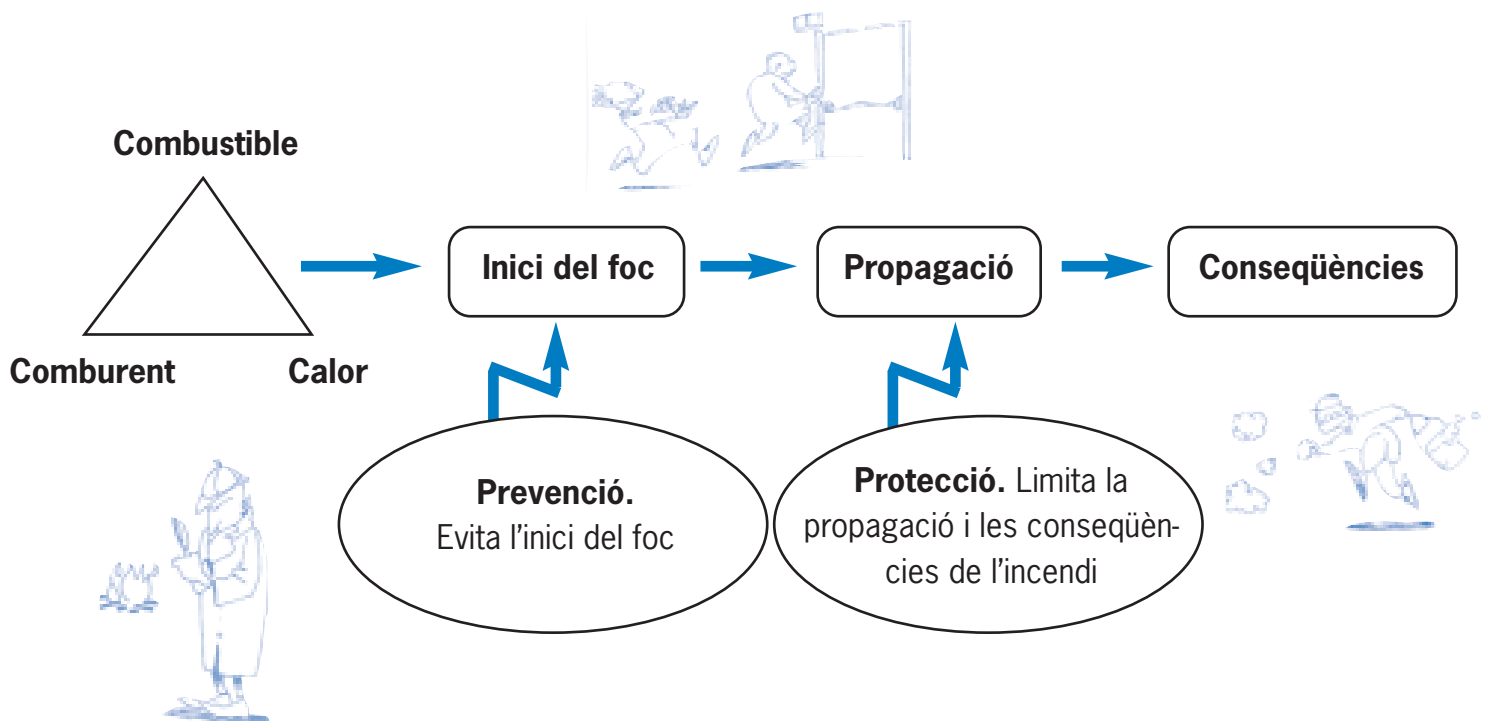 Combustible
Comburent
Calor
Inici del foc
Propagació
Conseqüències
Prevenció.
Evita l'inici del foc
Protecció. Limita la
propagació i les conseqüèn-
cies de l'incendi